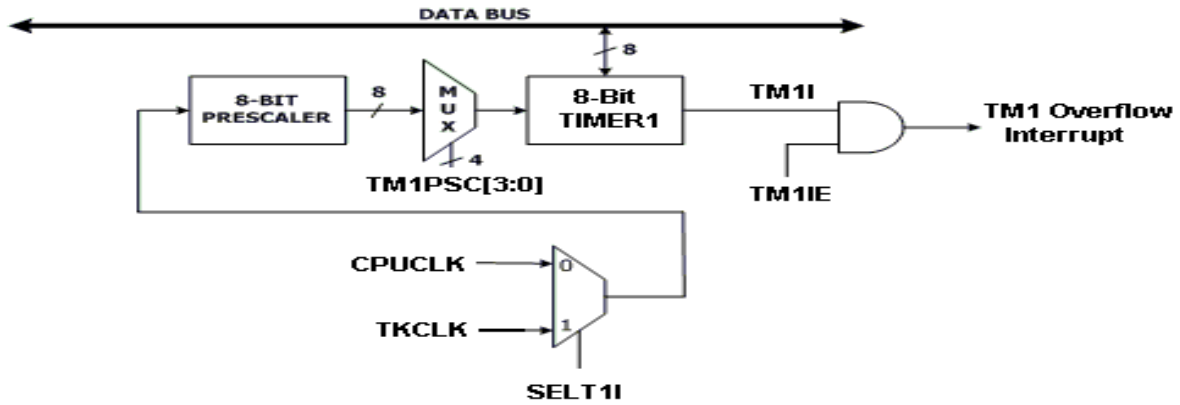 DATA BUS
8
8-BIT
PRESCALER
8
M
U
X
8-Bit
TIMER1
TM1I
TM1 Overflow
Interrupt
4
TM1PSC[3:0]
TM1IE
CPUCLK
0
TKCLK
1
SELT1I